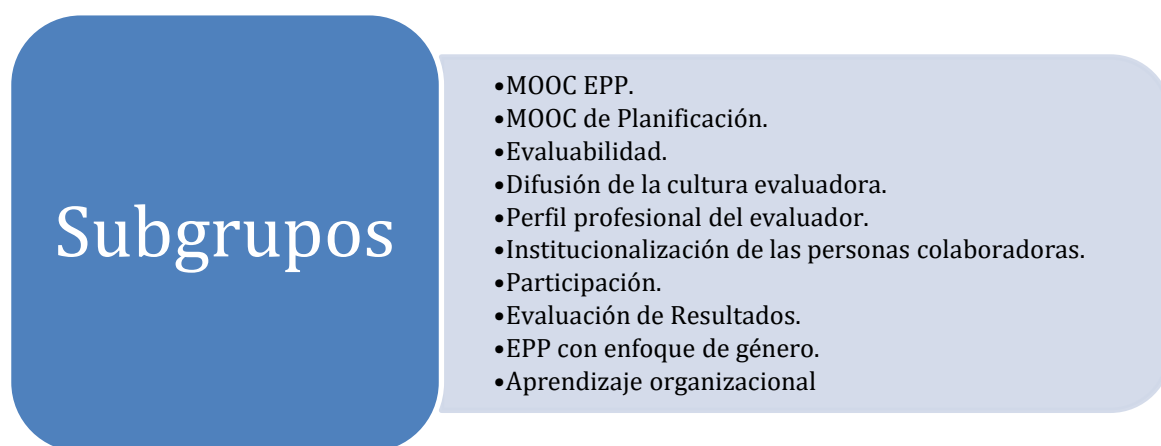 Subgrupos
•MOOC EPP.
•MOOC de Planificación.
•Evaluabilidad.
•Difusión de la cultura evaluadora.
•Perfil profesional del evaluador.
•Institucionalización de las personas colaboradoras.
•Participación.
•Evaluación de Resultados.
•EPP con enfoque de género.
•Aprendizaje organizacional